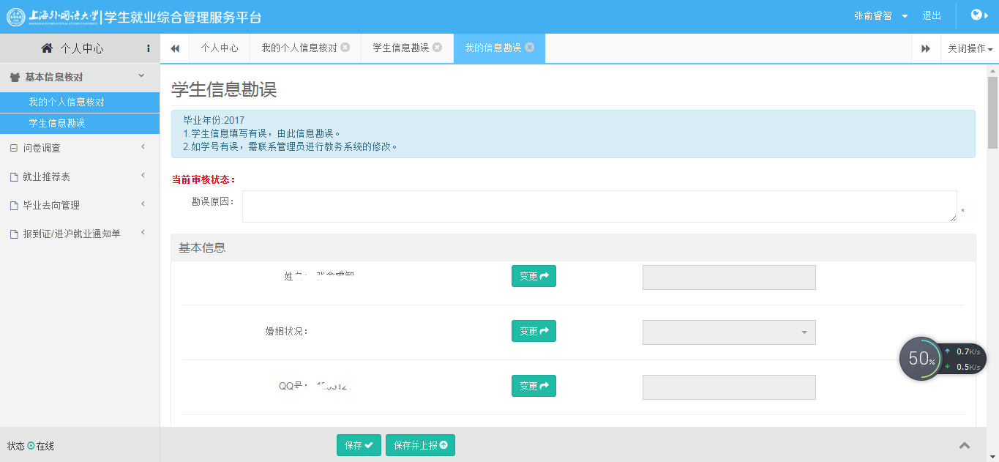 上海外国语大学 学生就业综合管理服务平台
SHANGHAI INTERNATIONAL STUDIES UNIVERSITY
张俞睿智 退出
个人中心
个人中心 我的个人信息核对 学生信息勘误 我的信息勘误 关闭操作
基本信息核对
我的个人信息核对
学生信息勘误
问卷调查
就业推荐表
毕业去向管理
报到证/进沪就业通知单
学生信息勘误
毕业年份:2017
1.学生信息填写有误，由此信息勘误。
2.如学号有误，需联系管理员进行教务系统的修改。
当前审核状态：
勘误原因： *
基本信息
姓名： 变更
婚姻状况： 变更
QQ号： 变更
50%
0.7K/s
0.5K/s
状态 在线
保存 保存并上报